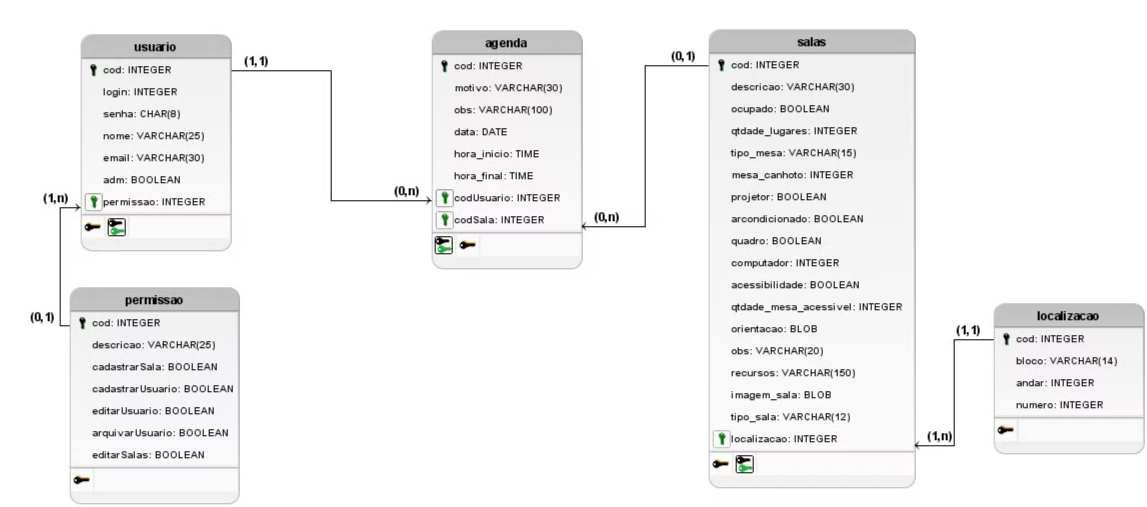 usuario
cod: INTEGER
login: INTEGER
senha: CHAR(8)
nome: VARCHAR(25)
email: VARCHAR(30)
adm: BOOLEAN
permissao: INTEGER
(1,1)
(0,n)
(1,n)
(0,1)
permissao
cod: INTEGER
descricao: VARCHAR(25)
cadastrarSala: BOOLEAN
cadastrarUsuario: BOOLEAN
editarUsuario: BOOLEAN
arquivarUsuario: BOOLEAN
editarSalas: BOOLEAN
agenda
cod: INTEGER
motivo: VARCHAR(30)
obs: VARCHAR(100)
data: DATE
hora_inicio: TIME
hora_final: TIME
codUsuario: INTEGER
codSala: INTEGER
(0,1)
(0,n)
salas
cod: INTEGER
descricao: VARCHAR(30)
ocupado: BOOLEAN
qtdade_lugares: INTEGER
tipo_mesa: VARCHAR(15)
mesa_canhoto: INTEGER
projetor: BOOLEAN
arcondicionado: BOOLEAN
quadro: BOOLEAN
computador: INTEGER
acessibilidade: BOOLEAN
qtdade_mesa_acessivel: INTEGER
orientacao: BLOB
obs: VARCHAR(20)
recursos: VARCHAR(150)
imagem_sala: BLOB
tipo_sala: VARCHAR(12)
localizacao: INTEGER
(1,1)
(1,n)
localizacao
cod: INTEGER
bloco: VARCHAR(14)
andar: INTEGER
numero: INTEGER